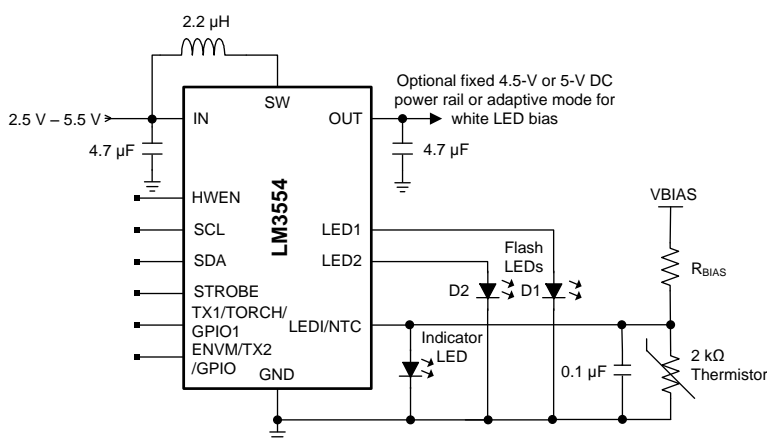 2.2 µH
Optional fixed 4.5-V or 5-V DC
power rail or adaptive mode for
white LED bias
2.5 V – 5.5 V
SW
IN
OUT
4.7 µF
4.7 µF
LM3554
HWEN
SCL
SDA
STROBE
TX1/TORCH/
GPIO1
ENVM/TX2
/GPIO
GND
LED1
LED2
LEDI/NTC
Flash
LEDs
D2
D1
Indicator
LED
VBIAS
RBIAS
0.1 µF
2 kΩ
Thermistor